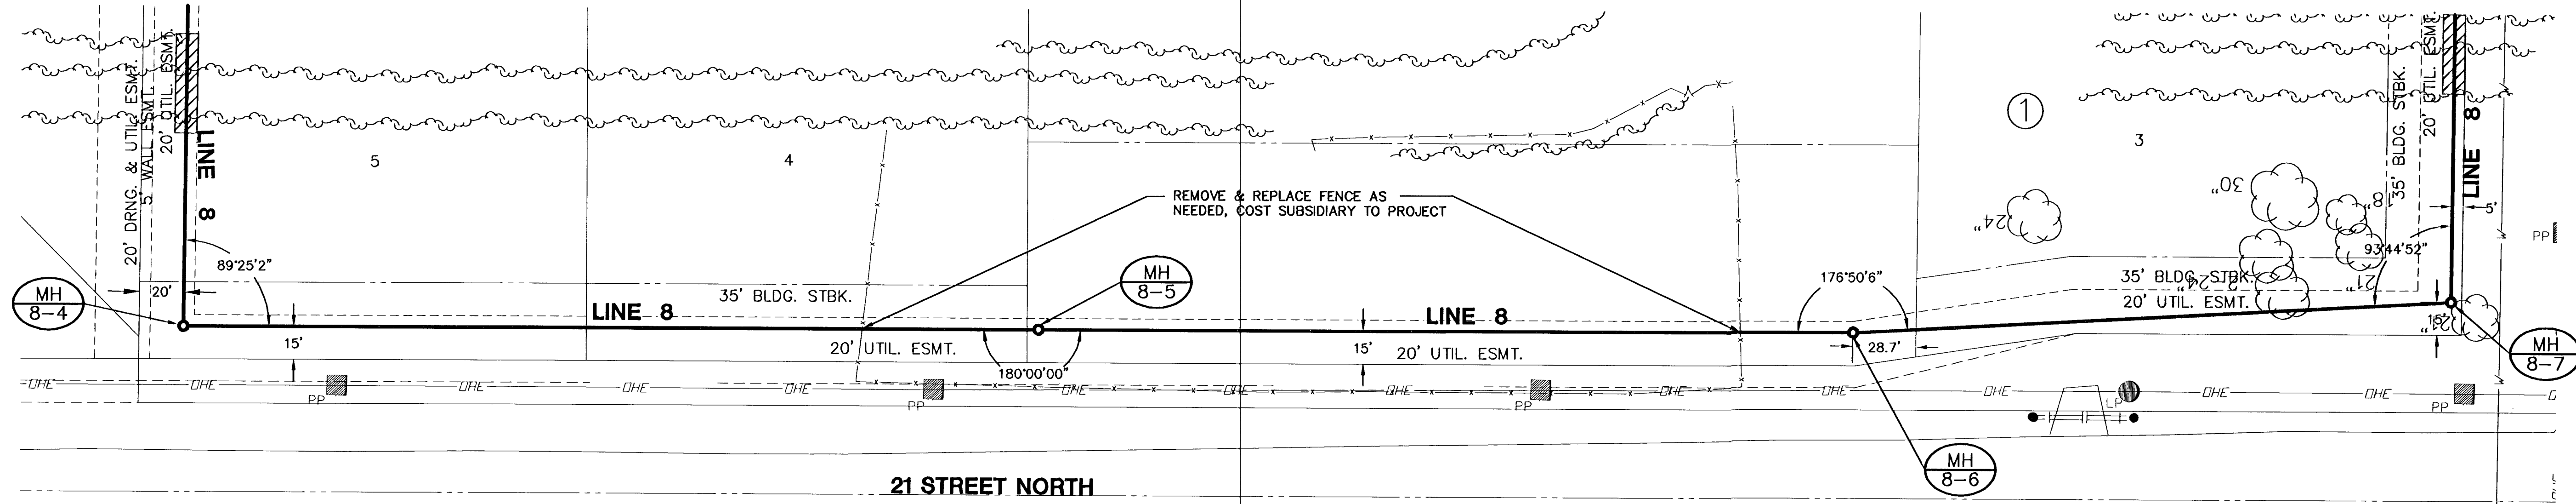 20' DRNG. & UTIL. ESMT.
5' WALL ESMT.
20' UTIL. ESMT.
LINE 8
5
4
1
3
35' BLDG. STBK.
20' UTIL. ESMT.
LINE 8
30"
24"
8"
5'
PP
REMOVE & REPLACE FENCE AS
NEEDED, COST SUBSIDIARY TO PROJECT
89°25'2"
93°44'52"
MH
8-4
20'
35' BLDG. STBK.
MH
8-5
176°50'6"
35' BLDG. STBK.
24"
21"
20' UTIL. ESMT.
LINE 8
LINE 8
15'
20' UTIL. ESMT.
15'
20' UTIL. ESMT.
28.7'
15'
21"
MH
8-7
180°00'00"
OHE OHE OHE OHE OHE OHE OHE OHE OHE OHE OHE OHE
PP
PP
PP
LP
PP
W
W
MH
8-6
21 STREET NORTH